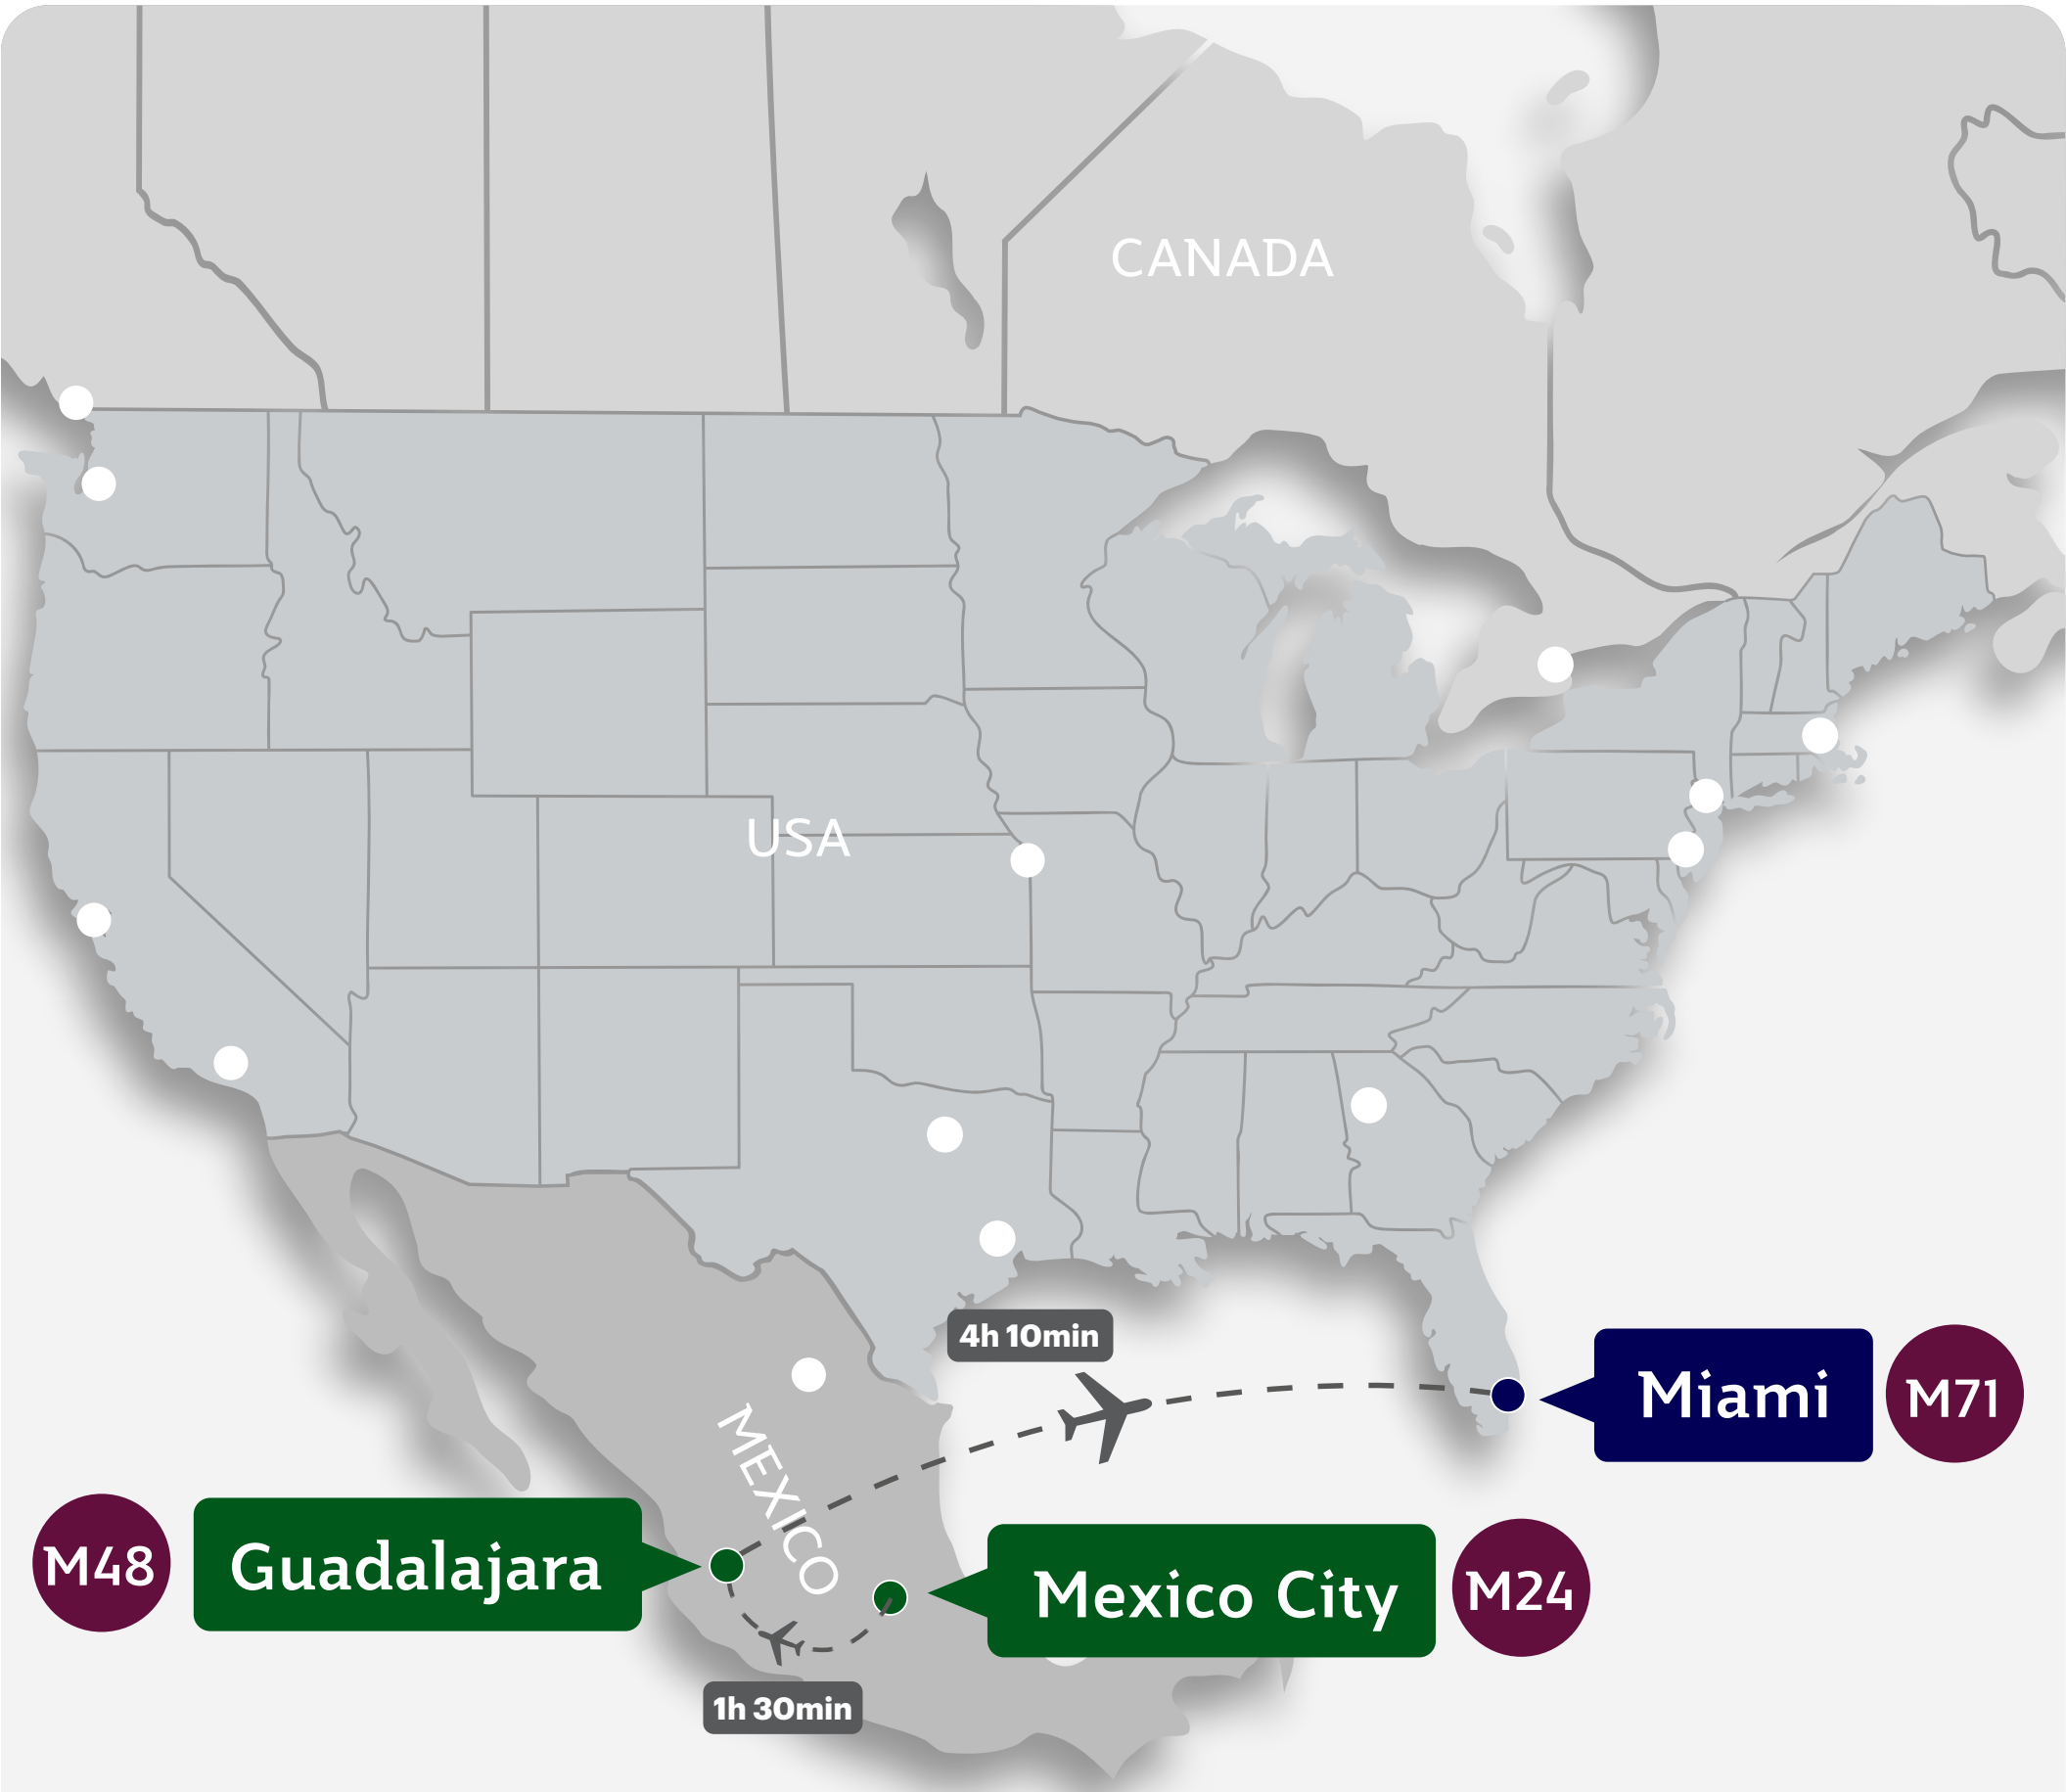 CANADA
USA
4h 10min
Miami
M71
MEXICO
M48
Guadalajara
Mexico City
M24
1h 30min